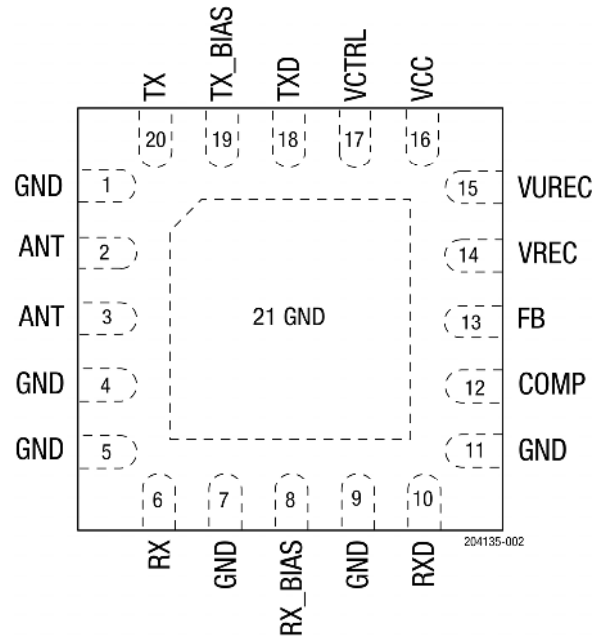 TX
TX_BIAS
TXD
VCTRL
VCC
20
19
18
17
16
GND 1
15 VUREC
ANT 2
14 VREC
ANT 3
21 GND
13 FB
GND 4
12 COMP
GND 5
11 GND
6
7
8
9
10
204135-002
RX
GND
RX_BIAS
GND
RXD